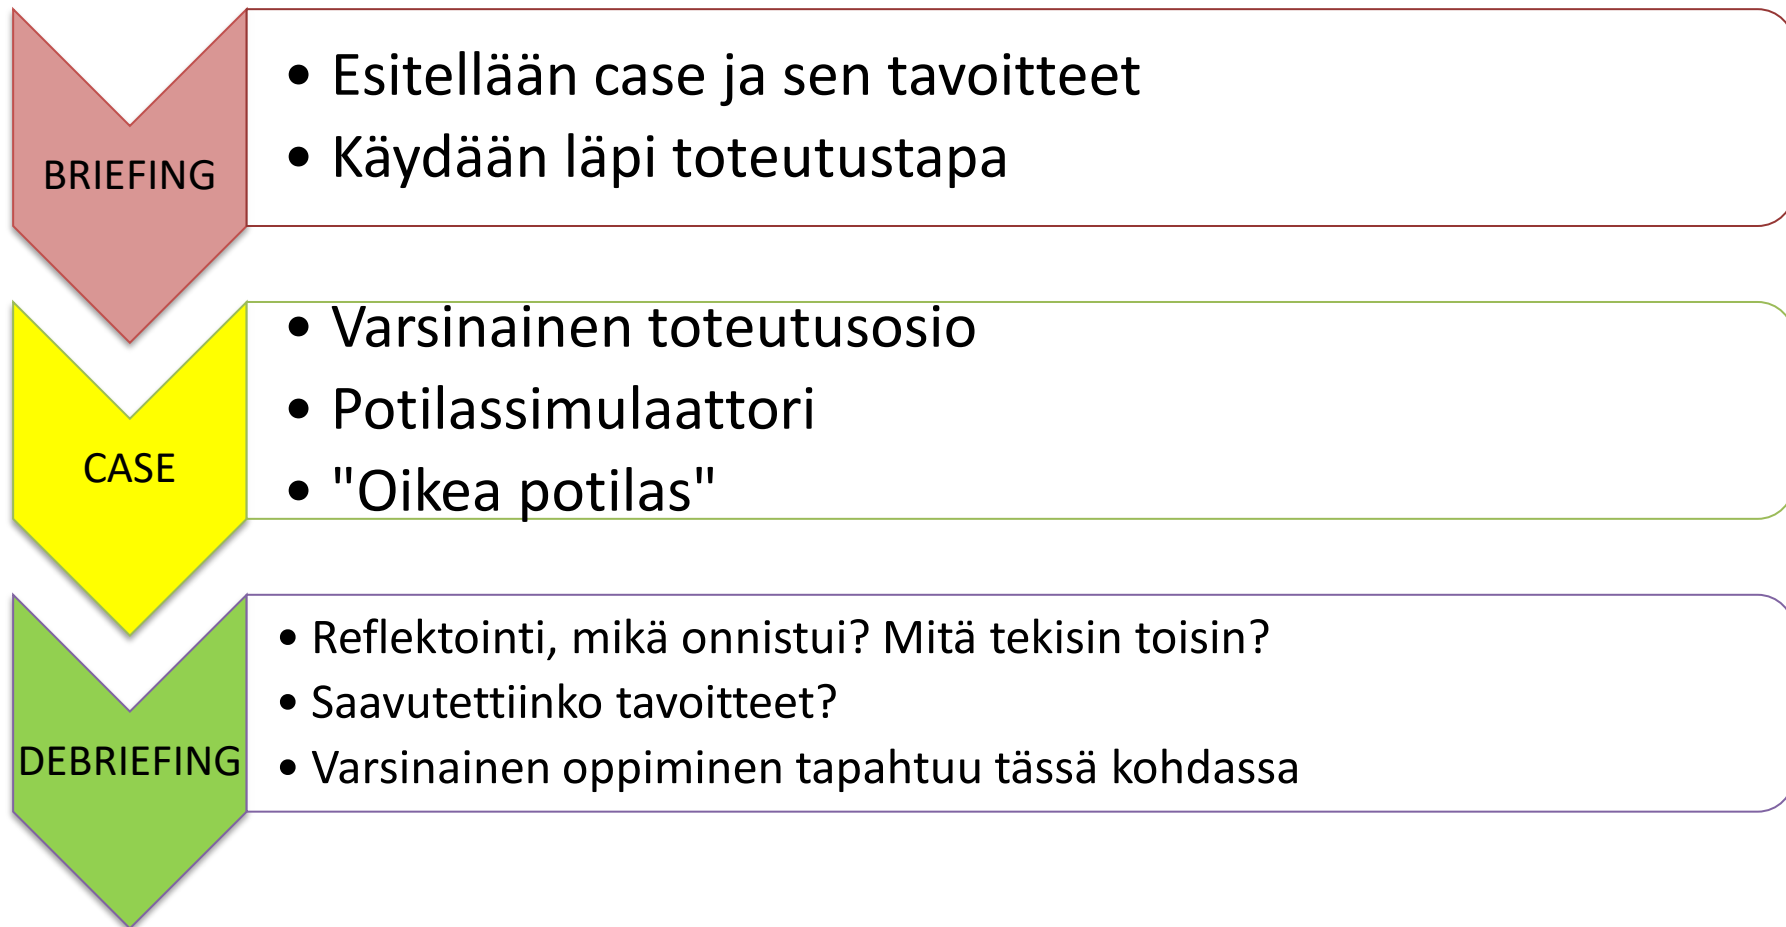 BRIEFING
• Esitellään case ja sen tavoitteet
• Käydään läpi toteutustapa
CASE
• Varsinainen toteutusosio
• Potilassimulaattori
• "Oikea potilas"
DEBRIEFING
• Reflektointi, mikä onnistui? Mitä tekisin toisin?
• Saavutettiinko tavoitteet?
• Varsinainen oppiminen tapahtuu tässä kohdassa